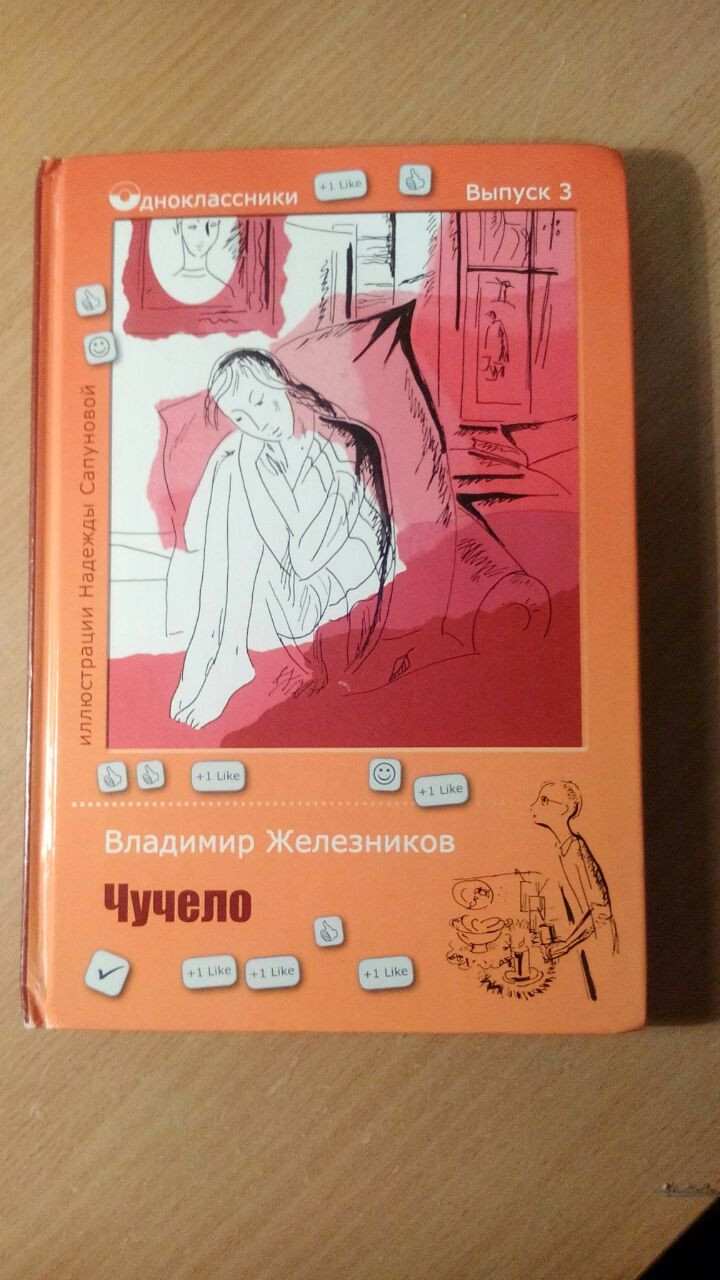 Одноклассники
+1 Like
Выпуск 3
иллюстрации Надежды Сапуновой
+1 Like
+1 Like
Владимир Железников
Чучело
+1 Like
+1 Like
+1 Like